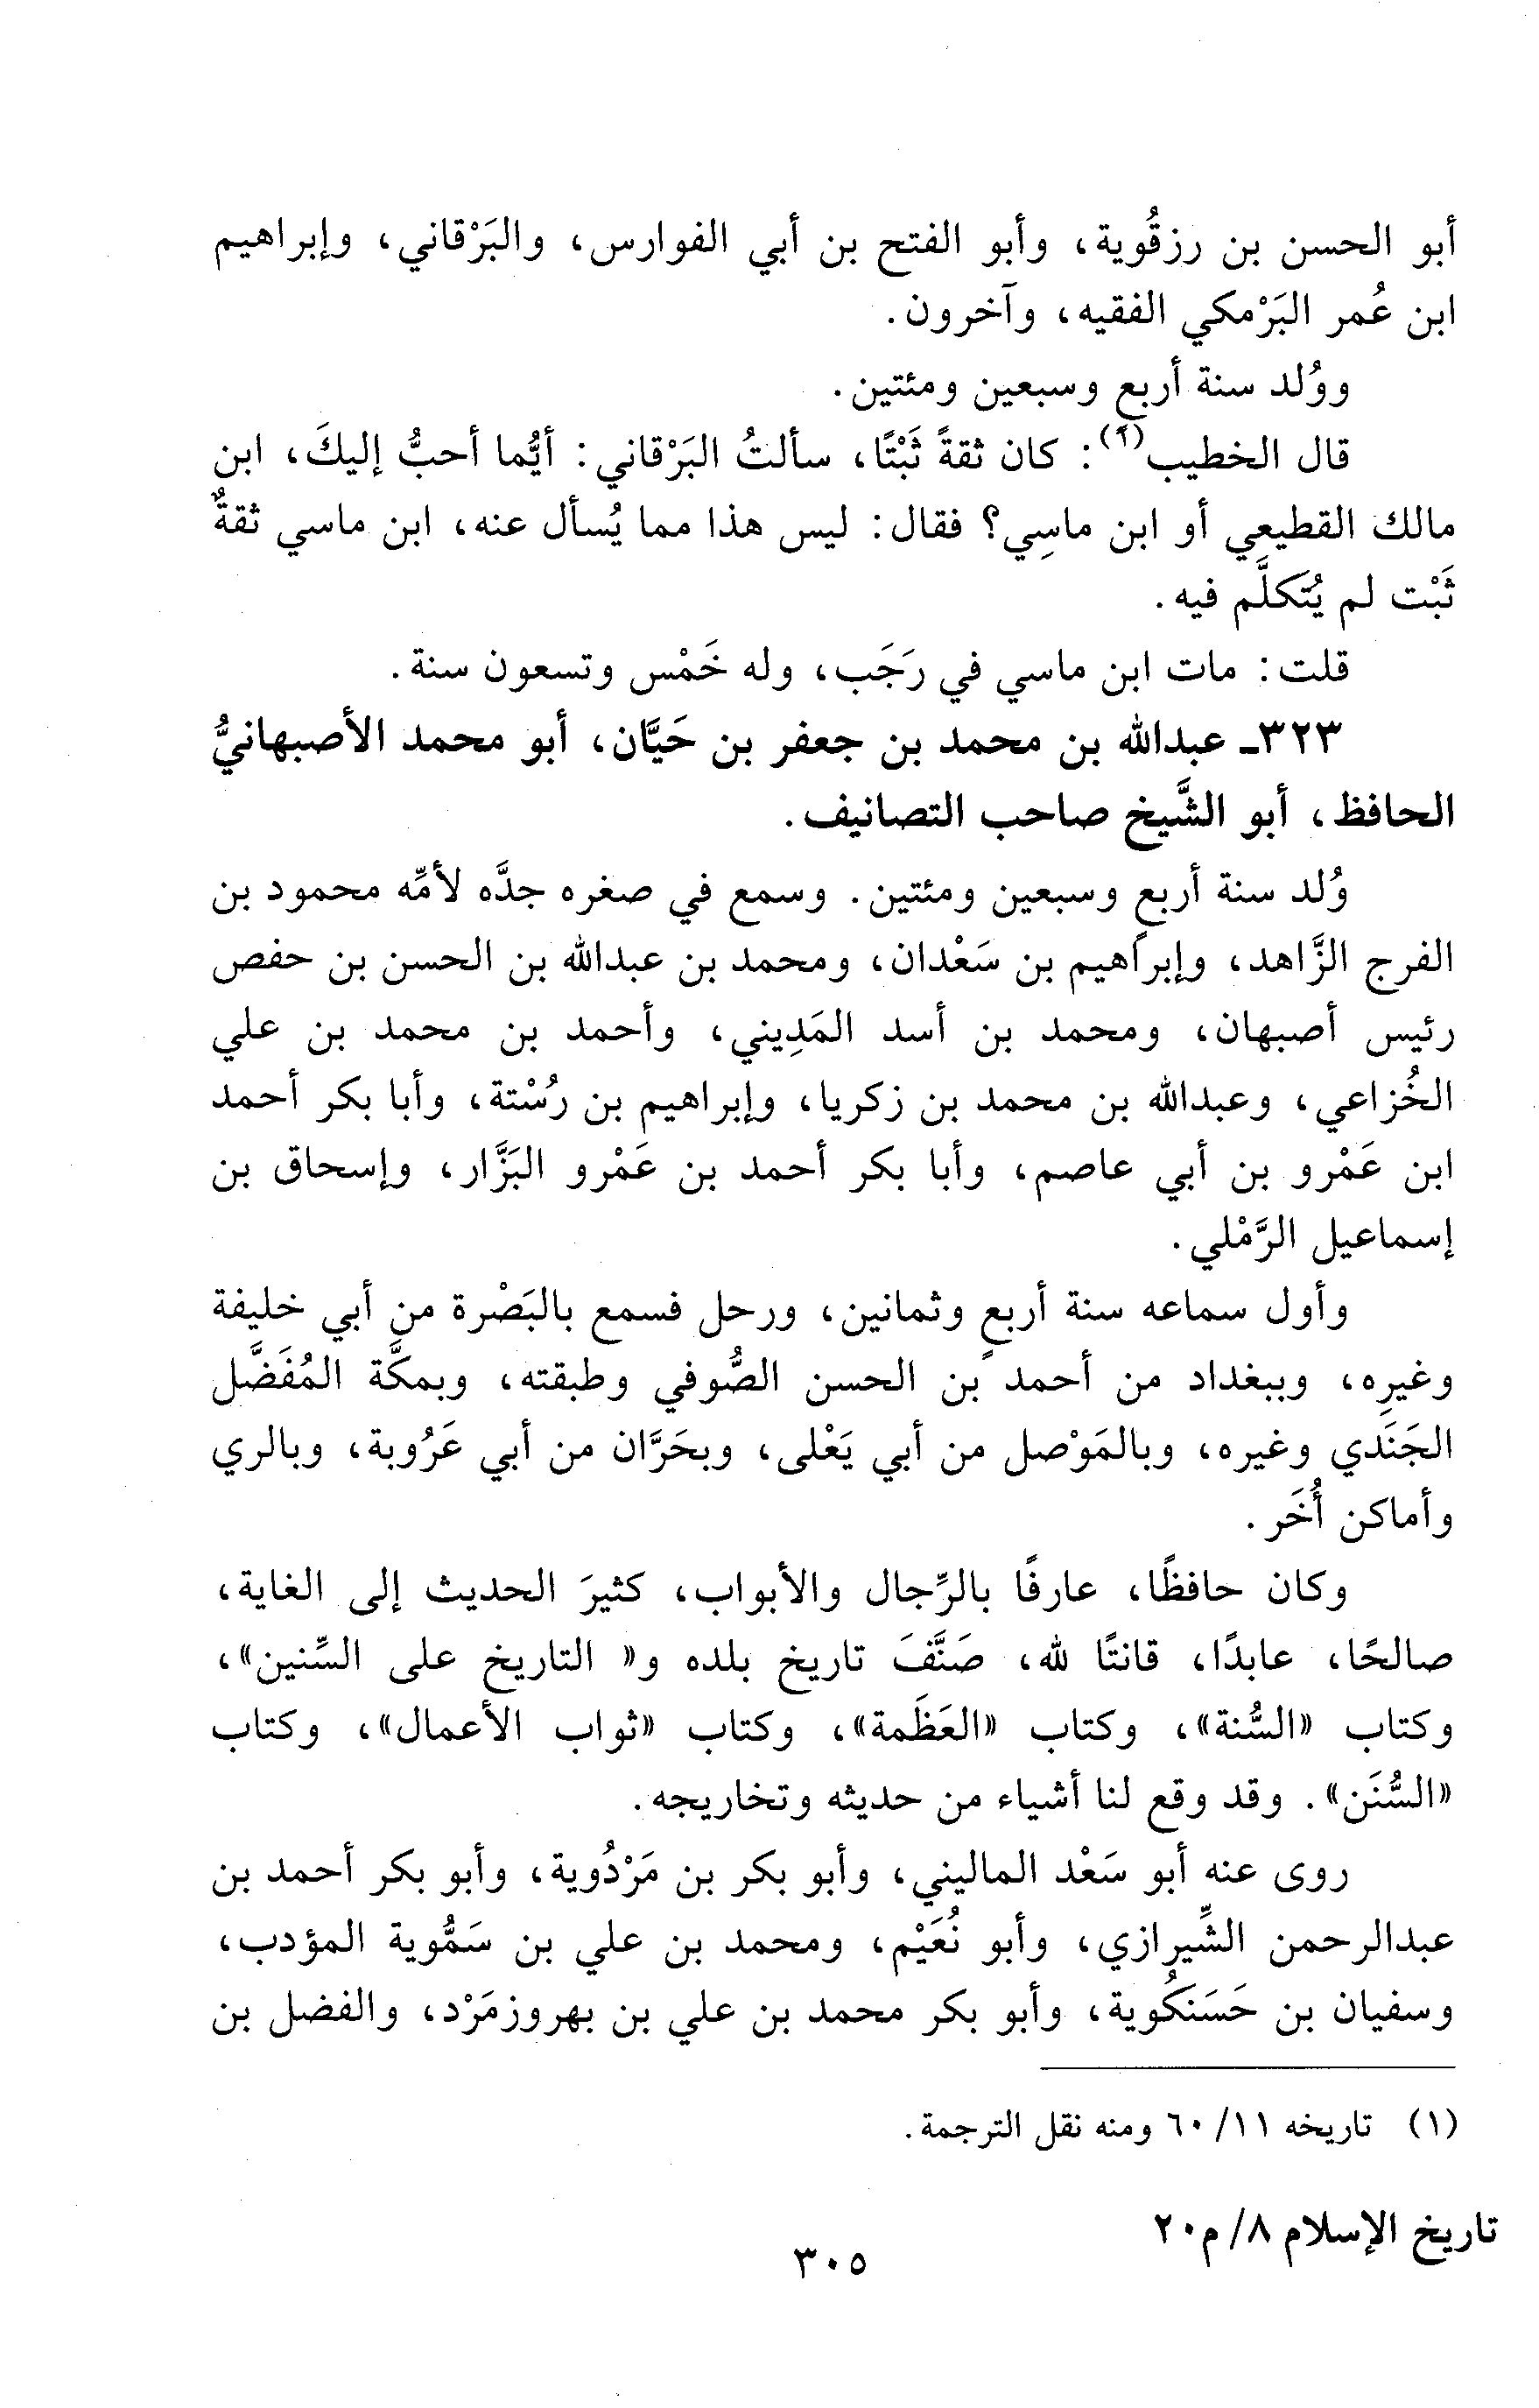 أبو الحسن بن رزقُوية، وأبو الفتح بن أبي الفوارس، والبَرْقاني، وإبراهيم
ابن عُمر البَرْمكي الفقيه، وآخرون.
ووُلد سنة أربعٍ وسبعين ومئتين.
قال الخطيب(١): كان ثقةً ثَبْتًا، سألتُ البَرْقاني: أيُّما أحبُّ إليكَ، ابن
مالك القطيعي أو ابن ماسِي؟ فقال: ليس هذا مما يُسأل عنه، ابن ماسي ثقةٌ
ثَبْت لم يُتَكلَّم فيه.
قلت: مات ابن ماسي في رَجَب، وله خَمْس وتسعون سنة.
٣٢٣ـ عبدالله بن محمد بن جعفر بن حَيَّان، أبو محمد الأصبهانيُّ
الحافظ، أبو الشَّيخ صاحب التصانيف.
وُلد سنة أربعٍ وسبعين ومئتين. وسمع في صغره جدَّه لأمِّه محمود بن
الفرج الزَّاهد، وإبراهيم بن سَعْدان، ومحمد بن عبدالله بن الحسن بن حفص
رئيس أصبهان، ومحمد بن أسد المَدِيني، وأحمد بن محمد بن علي
الخُزاعي، وعبدالله بن محمد بن زكريا، وإبراهيم بن رُسْتة، وأبا بكر أحمد
ابن عَمْرو بن أبي عاصم، وأبا بكر أحمد بن عَمْرو البَزَّار، وإسحاق بن
إسماعيل الرَّمْلي.
وأول سماعه سنة أربعٍ وثمانين، ورحل فسمع بالبَصْرة من أبي خليفة
وغيرِه، وببغداد من أحمد بن الحسن الصُّوفي وطبقته، وبمكَّة المُفَضَّل
الجَنَدي وغيره، وبالمَوْصل من أبي يَعْلى، وبحَرَّان من أبي عَرُوبة، وبالري
وأماكن أُخَر.
وكان حافظًا، عارفًا بالرِّجال والأبواب، كثيرَ الحديث إلى الغاية،
صالحًا، عابدًا، قانتًا لله، صَنَّفَ تاريخ بلده و« التاريخ على السِّنين»،
وكتاب «السُّنة»، وكتاب «العَظَمة»، وكتاب «ثواب الأعمال»، وكتاب
«السُّنَن». وقد وقع لنا أشياء من حديثه وتخاريجه.
روى عنه أبو سَعْد الماليني، وأبو بكر بن مَرْدُوية، وأبو بكر أحمد بن
عبدالرحمن الشِّيرازي، وأبو نُعَيْم، ومحمد بن علي بن سَمُّوية المؤدب،
وسفيان بن حَسَنكُوية، وأبو بكر محمد بن علي بن بهروزمَرْد، والفضل بن
(١) تاريخه ١١/ ٦٠ ومنه نقل الترجمة.
تاريخ الإسلام ٨/ م٢٠
٣٠٥